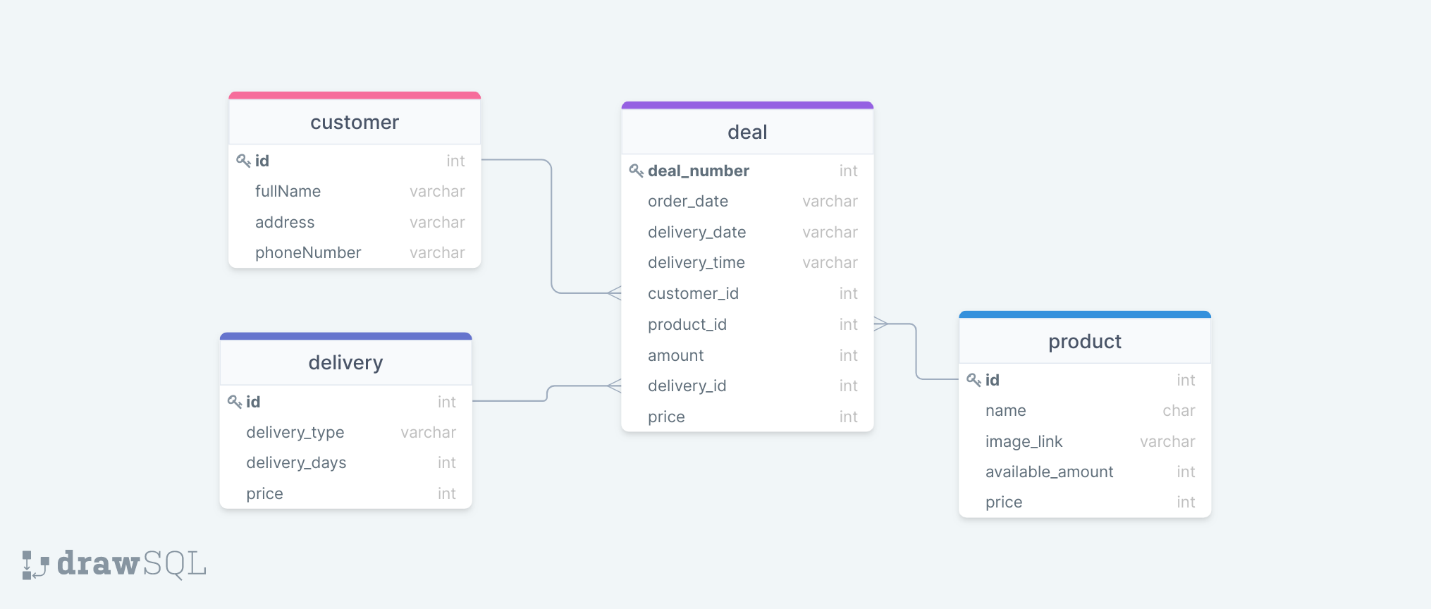 customer
id int
fullName varchar
address varchar
phoneNumber varchar
deal
deal_number int
order_date varchar
delivery_date varchar
delivery_time varchar
customer_id int
product_id int
amount int
delivery_id int
price int
delivery
id int
delivery_type varchar
delivery_days int
price int
product
id int
name char
image_link varchar
available_amount int
price int
drawSQL